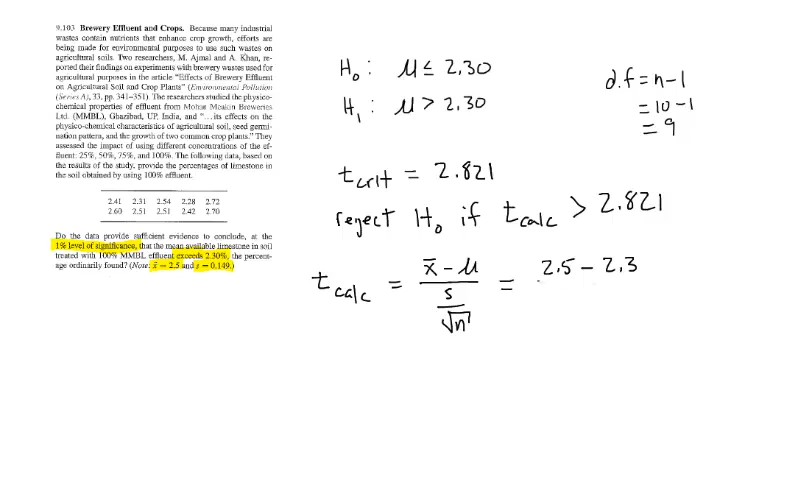 9.103 Brewery Effluent and Crops. Because many industrial
wastes contain nutrients that enhance crop growth, efforts are
being made for environmental purposes to use such wastes on
agricultural soils. Two researchers, M. Ajmal and A. Khan, re-
ported their findings on experiments with brewery wastes used for
agricultural purposes in the article "Effects of Brewery Effluent
on Agricultural Soil and Crop Plants" (Environmental Pollution
(Series A), 33, pp. 341–351). The researchers studied the physico-
chemical properties of effluent from Mohan Meakin Breweries
Ltd. (MMBL), Ghazibad, UP, India, and "…its effects on the
physico-chemical characteristics of agricultural soil, seed germi-
nation pattern, and the growth of two common crop plants." They
assessed the impact of using different concentrations of the ef-
fluent: 25%, 50%, 75%, and 100%. The following data, based on
the results of the study, provide the percentages of limestone in
the soil obtained by using 100% effluent.
2.41 2.31 2.54 2.28 2.72
2.60 2.51 2.51 2.42 2.70
Do the data provide sufficient evidence to conclude, at the
1% level of significance, that the mean available limestone in soil
treated with 100% MMBL effluent exceeds 2.30%, the percent-
age ordinarily found? (Note: x̄ = 2.5 and s = 0.149.)
H₀: μ ≤ 2.30
H₁: μ > 2.30
d.f = n-1
= 10-1
= 9
t crit = 2.821
reject H₀ if t calc > 2.821
t calc = x̄ - μ / s / √n = 2.5 - 2.3